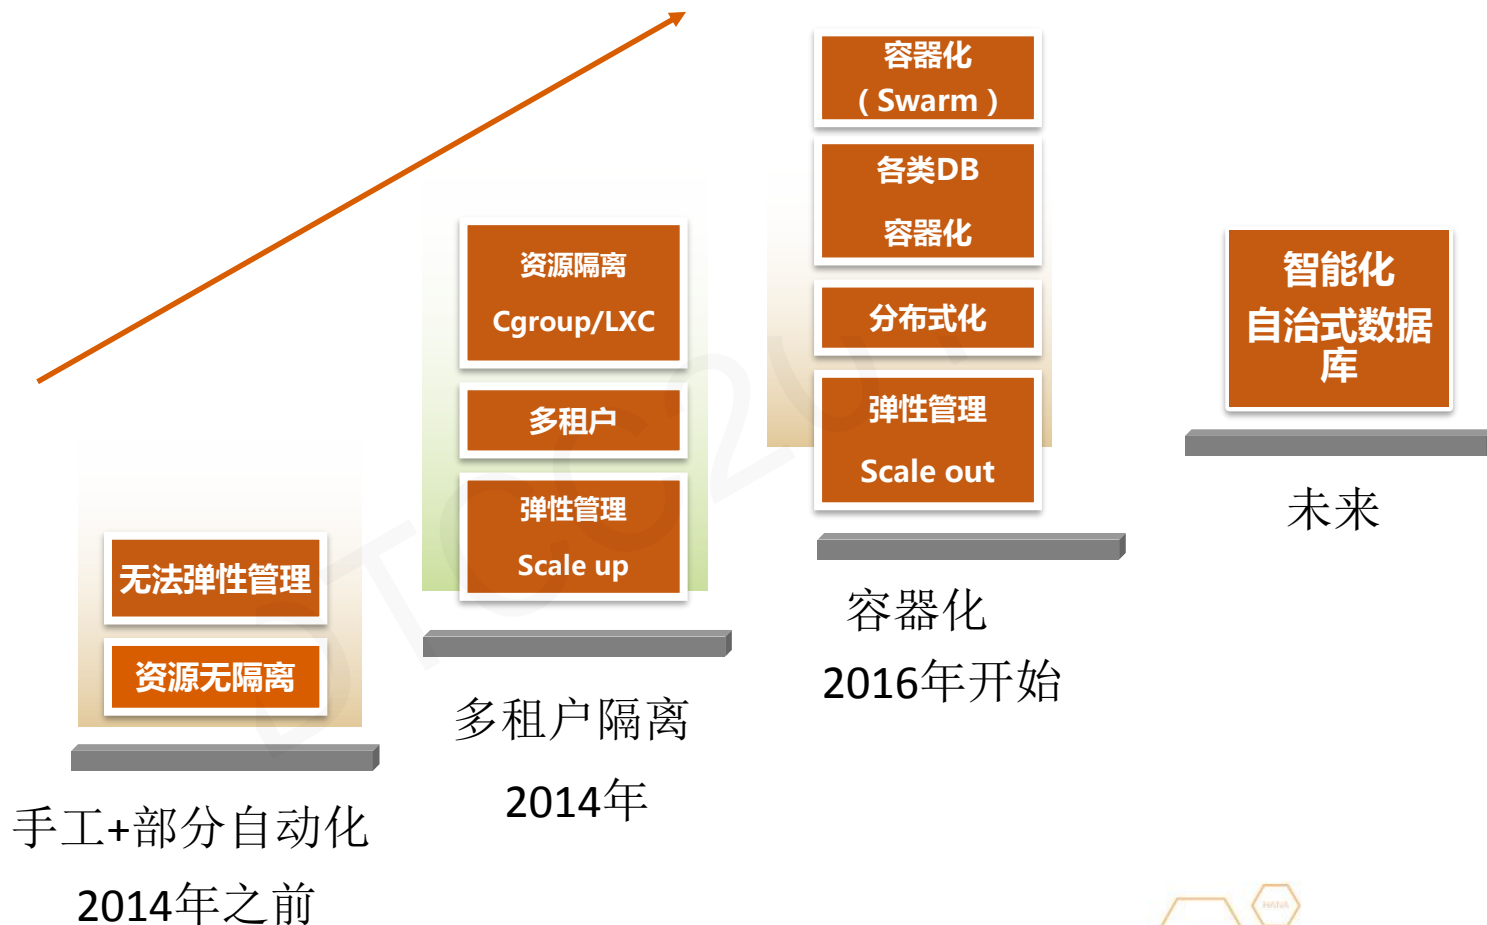 无法弹性管理
资源无隔离
手工+部分自动化
2014年之前
资源隔离
Cgroup/LXC
多租户
弹性管理
Scale up
多租户隔离
2014年
容器化
（Swarm）
各类DB
容器化
分布式化
弹性管理
Scale out
容器化
2016年开始
智能化
自治式数据
库
未来
HANA